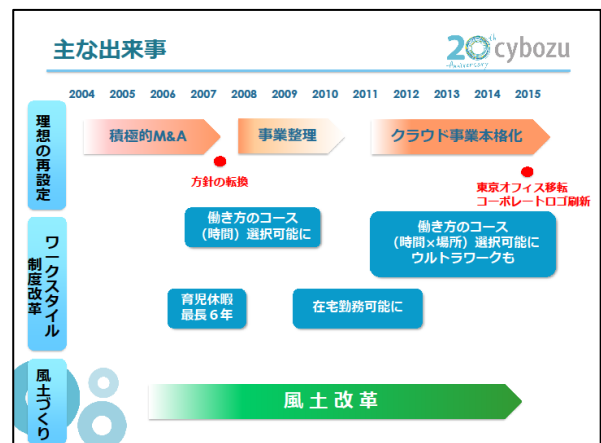 主な出来事
20th
Anniversary
cybozu
2004 2005 2006 2007 2008 2009 2010 2011 2012 2013 2014 2015
理想の再設定
積極的M&A
事業整理
クラウド事業本格化
方針の転換
東京オフィス移転
コーポレートロゴ刷新
ワークスタイル
制度改革
働き方のコース
（時間）選択可能に
働き方のコース
（時間×場所）選択可能に
ウルトラワークも
育児休暇
最長６年
在宅勤務可能に
風土づくり
風土改革